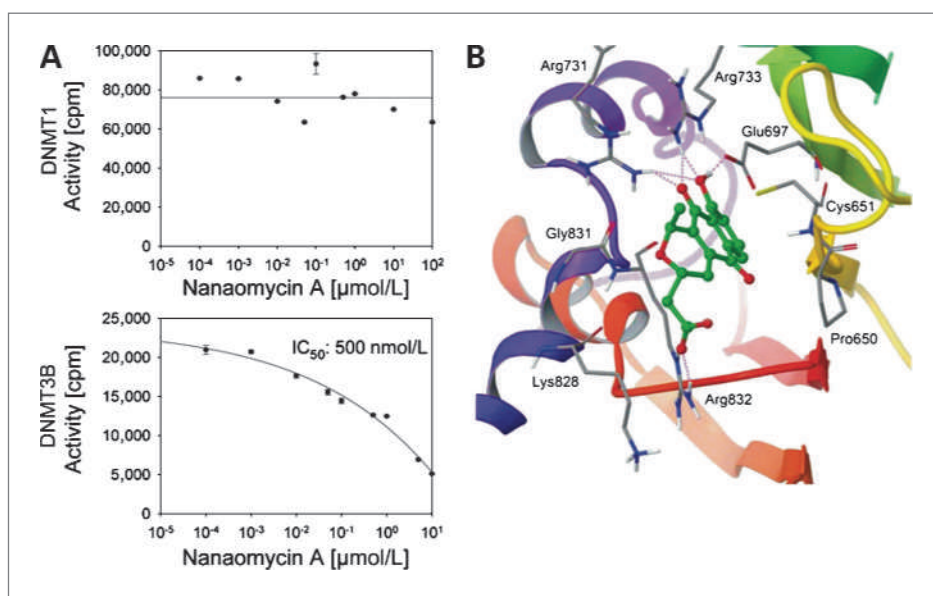 A
100,000
80,000
60,000
40,000
20,000
0
DNMT1
Activity [cpm]
10⁻⁵ 10⁻⁴ 10⁻³ 10⁻² 10⁻¹ 10⁰ 10¹ 10²
Nanaomycin A [µmol/L]
25,000
20,000
15,000
10,000
5,000
0
DNMT3B
Activity [cpm]
IC₅₀: 500 nmol/L
10⁻⁵ 10⁻⁴ 10⁻³ 10⁻² 10⁻¹ 10⁰ 10¹
Nanaomycin A [µmol/L]
B
Arg731
Arg733
Glu697
Cys651
Gly831
Pro650
Lys828
Arg832